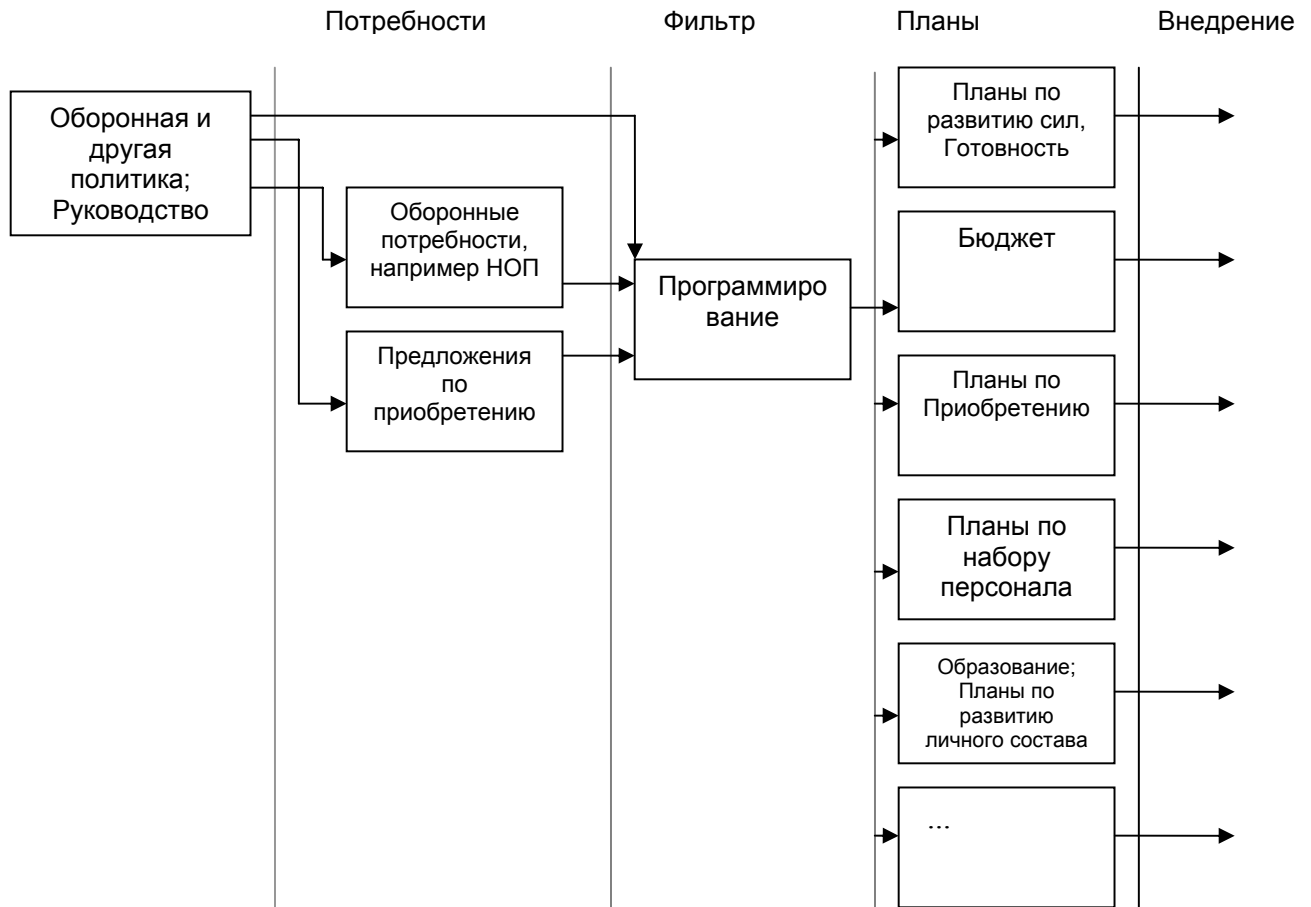 Потребности
Фильтр
Планы
Внедрение
Оборонная и
другая
политика;
Руководство
Оборонные
потребности,
например НОП
Предложения
по
приобретению
Программиро
вание
Планы по
развитию сил,
Готовность
Бюджет
Планы по
Приобретению
Планы по
набору
персонала
Образование;
Планы по
развитию
личного состава
...